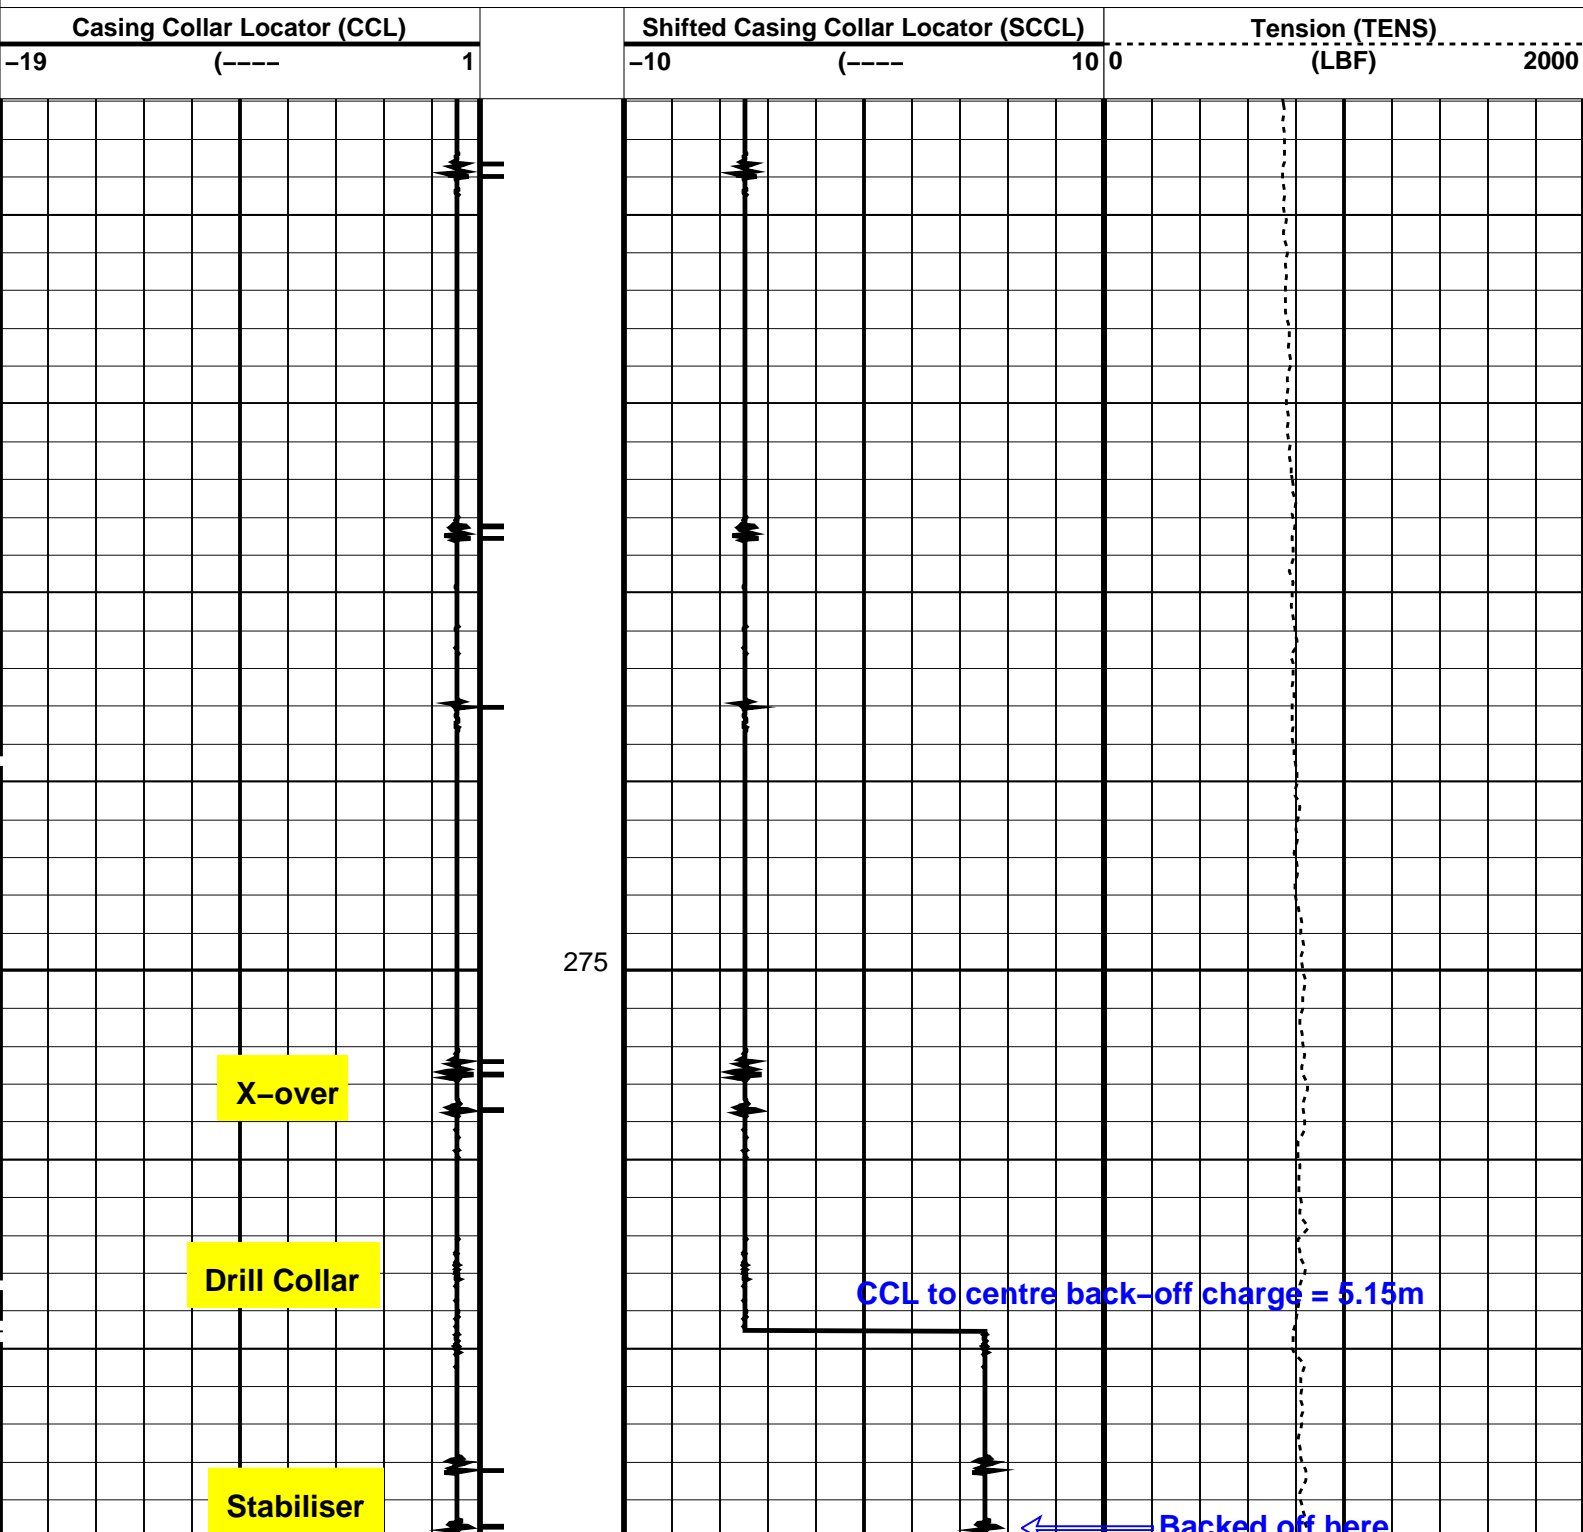 Casing Collar Locator (CCL)
Shifted Casing Collar Locator (SCCL)
Tension (TENS)
−19 (−−−− 1
−10 (−−−− 10
0 (LBF) 2000
275
X−over
Drill Collar
CCL to centre back−off charge = 5.15m
Stabiliser
Backed off here